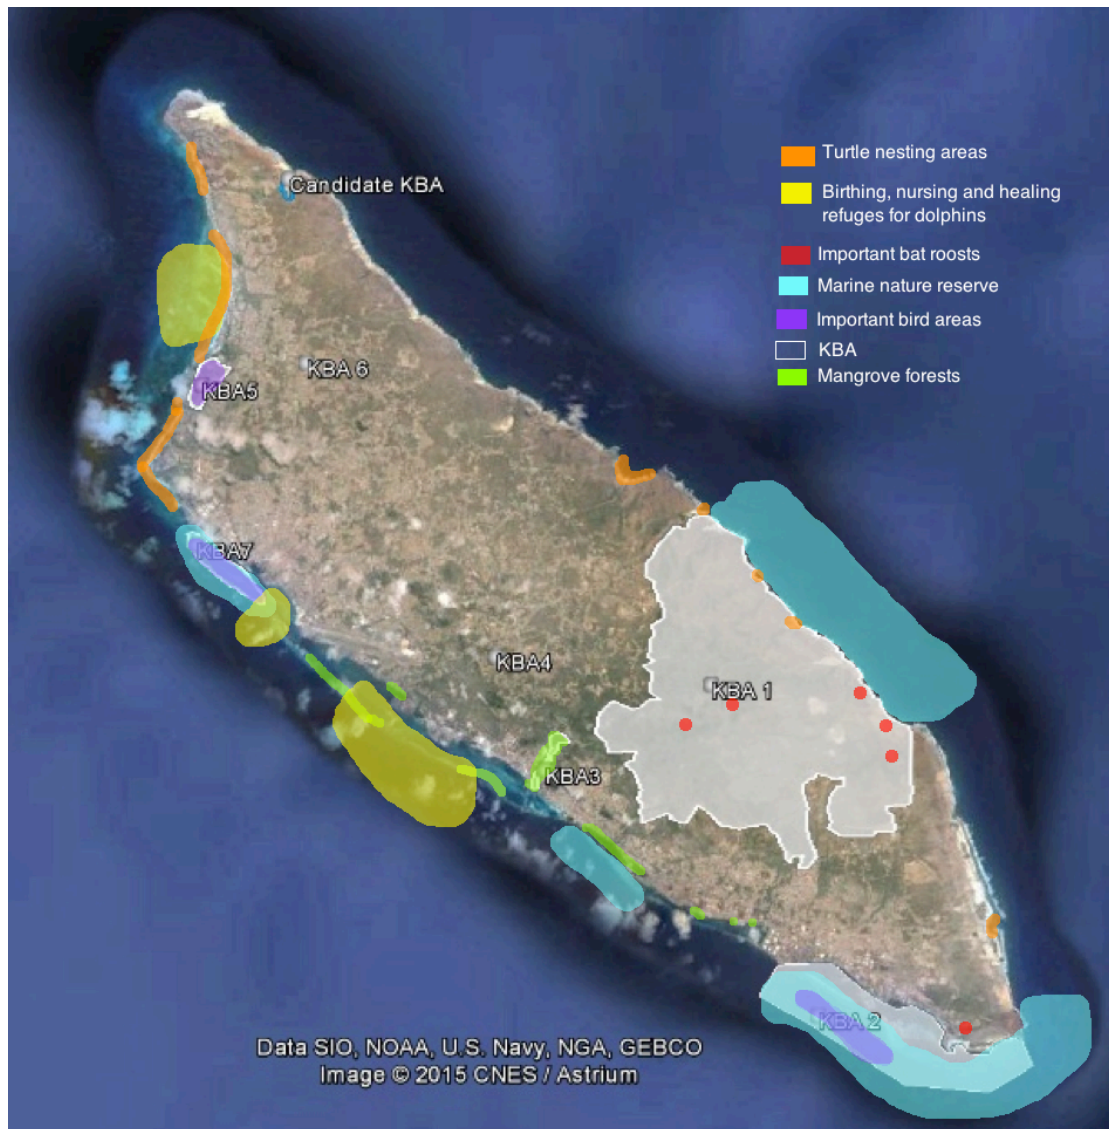 Turtle nesting areas
Candidate KBA
Birthing, nursing and healing
refuges for dolphins
Important bat roosts
Marine nature reserve
Important bird areas
KBA
KBA 6
Mangrove forests
KBA5
KBA7
KBA4
KBA 1
KBA3
KBA 2
Data SIO, NOAA, U.S. Navy, NGA, GEBCO
Image © 2015 CNES / Astrium